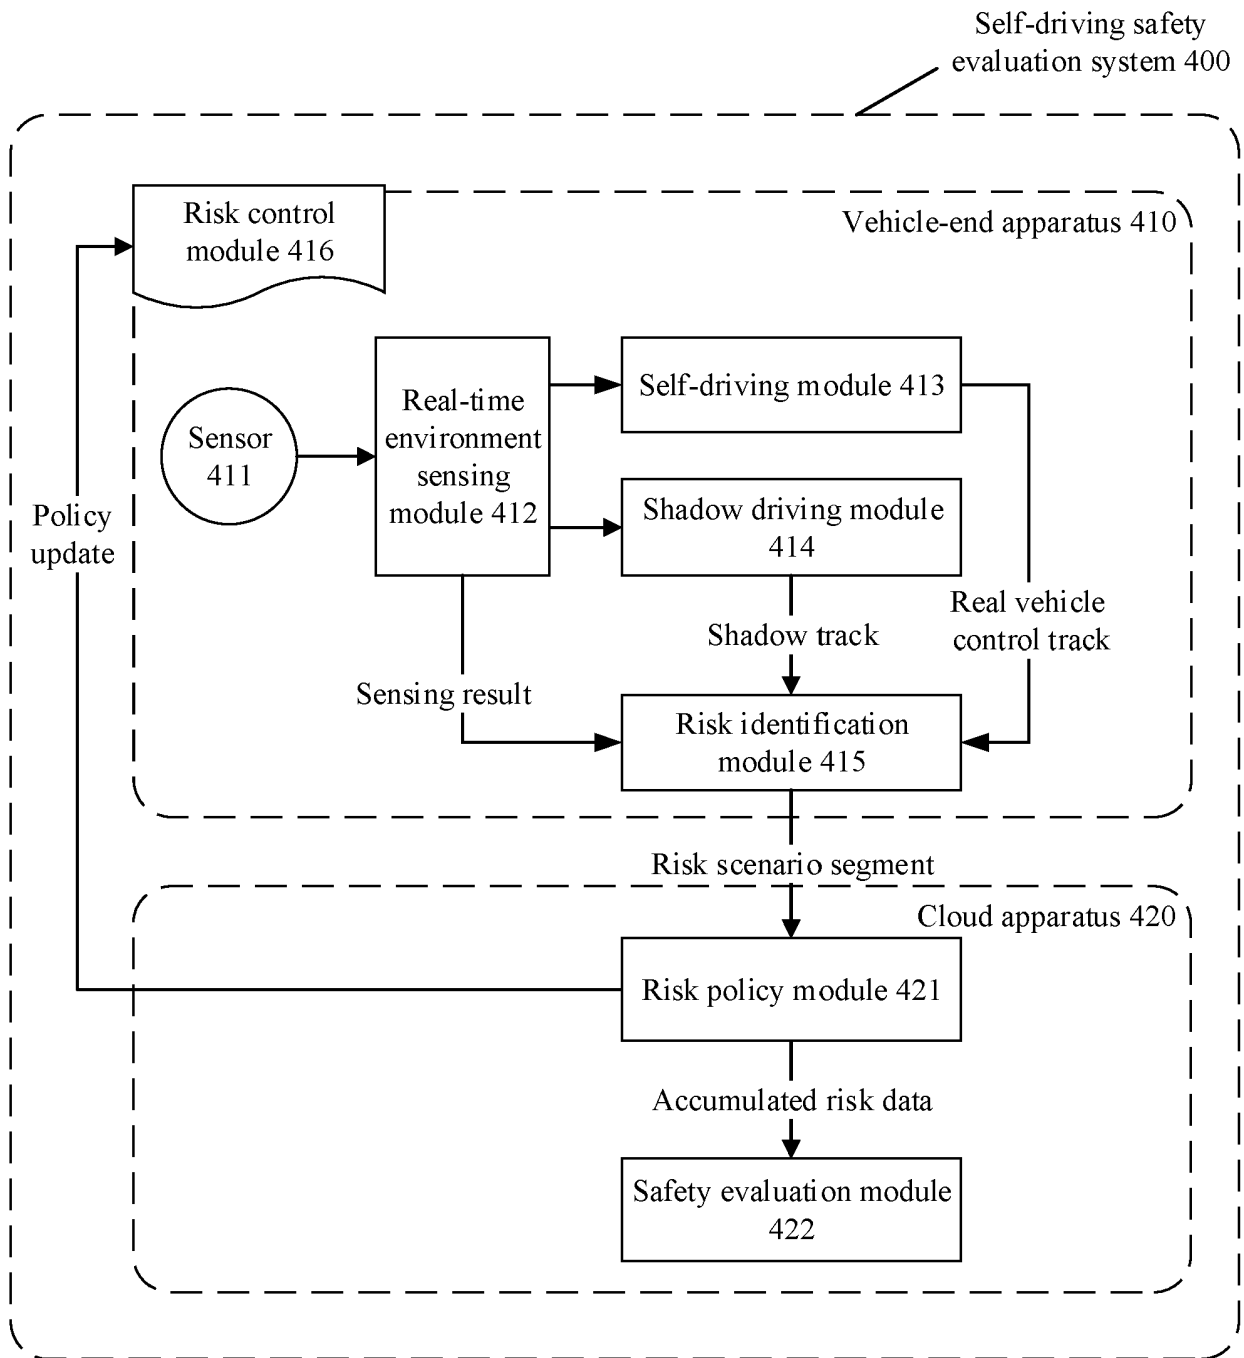 Self-driving safety
evaluation system 400
Risk control
module 416
Vehicle-end apparatus 410
Sensor
411
Real-time
environment
sensing
module 412
Self-driving module 413
Shadow driving module
414
Policy
update
Real vehicle
control track
Shadow track
Sensing result
Risk identification
module 415
Risk scenario segment
Cloud apparatus 420
Risk policy module 421
Accumulated risk data
Safety evaluation module
422